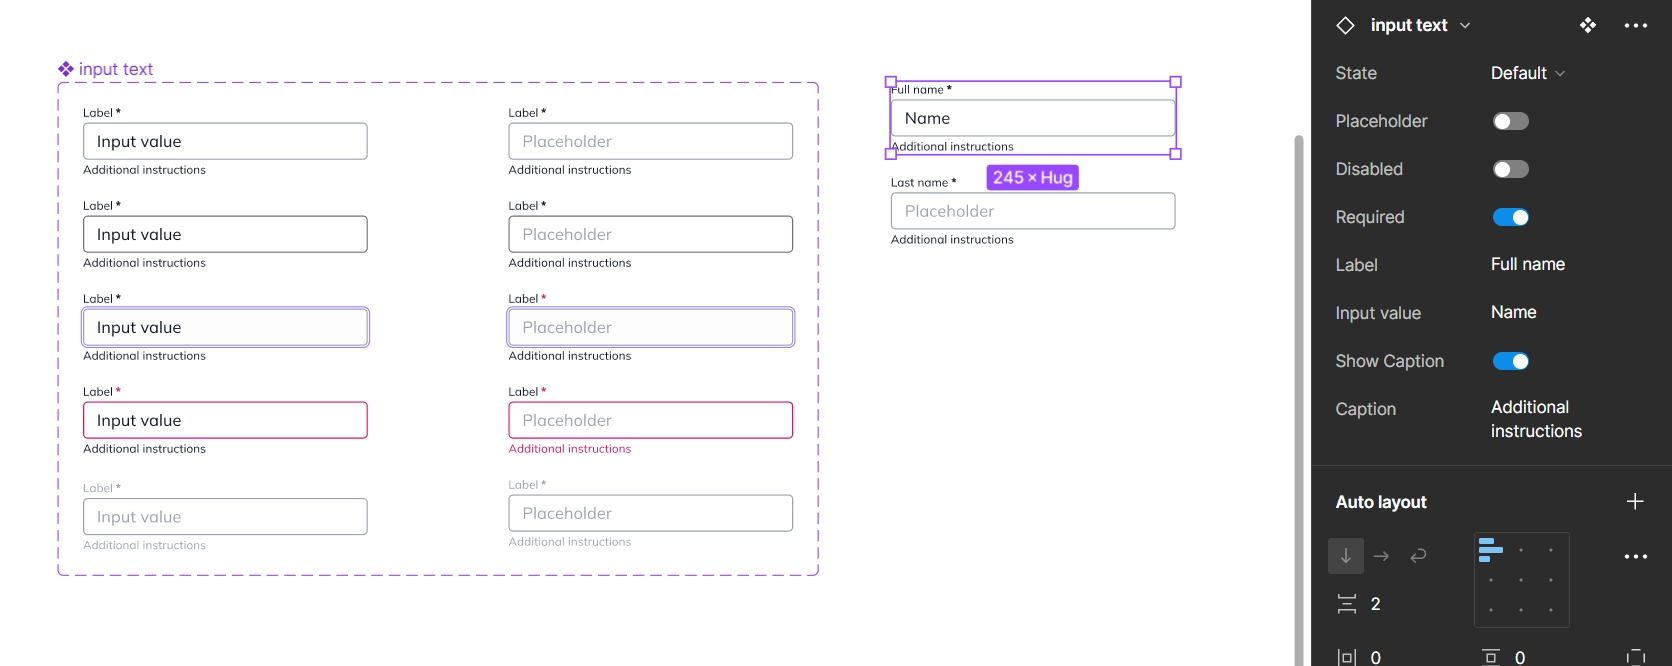 input text
Label *
Input value
Additional instructions
Label *
Input value
Additional instructions
Label *
Input value
Additional instructions
Label *
Input value
Additional instructions
Label *
Input value
Additional instructions
Label *
Placeholder
Additional instructions
Label *
Placeholder
Additional instructions
Label *
Placeholder
Additional instructions
Label *
Placeholder
Additional instructions
Label *
Placeholder
Additional instructions
Full name *
Name
Additional instructions
245 × Hug
Last name *
Placeholder
Additional instructions
input text
State Default
Placeholder
Disabled
Required
Label Full name
Input value Name
Show Caption
Caption Additional
instructions
Auto layout
2
0 0